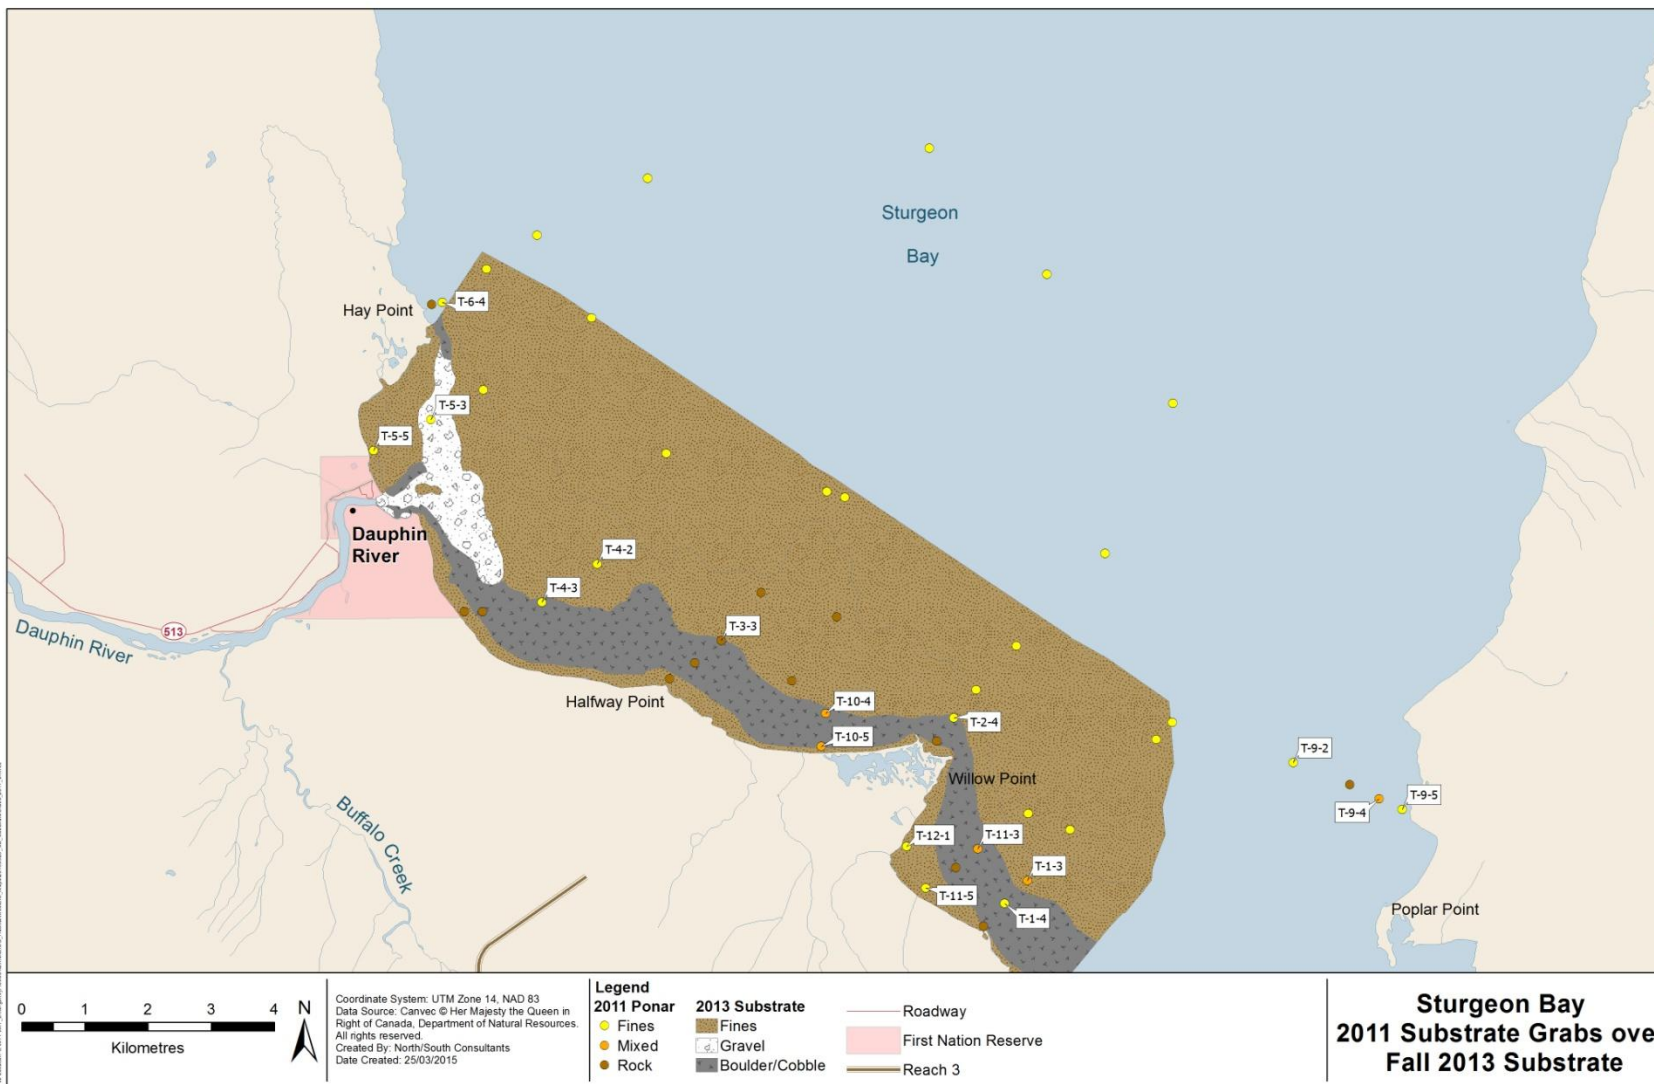 Sturgeon
Bay
Hay Point
T-6-4
T-5-3
T-5-5
Dauphin
River
T-4-2
T-4-3
513
Dauphin River
T-3-3
Halfway Point
T-10-4
T-10-5
T-2-4
Willow Point
T-9-2
T-9-5
T-9-4
Buffalo Creek
T-12-1
T-11-3
T-1-3
T-11-5
T-1-4
Poplar Point
0 1 2 3 4
Kilometres
N
Coordinate System: UTM Zone 14, NAD 83
Data Source: Canvec © Her Majesty the Queen in
Right of Canada, Department of Natural Resources.
All rights reserved.
Created By: North/South Consultants
Date Created: 25/03/2015
Legend
2011 Ponar
Fines
Mixed
Rock
2013 Substrate
Fines
Gravel
Boulder/Cobble
Roadway
First Nation Reserve
Reach 3
Sturgeon Bay
2011 Substrate Grabs ove
Fall 2013 Substrate